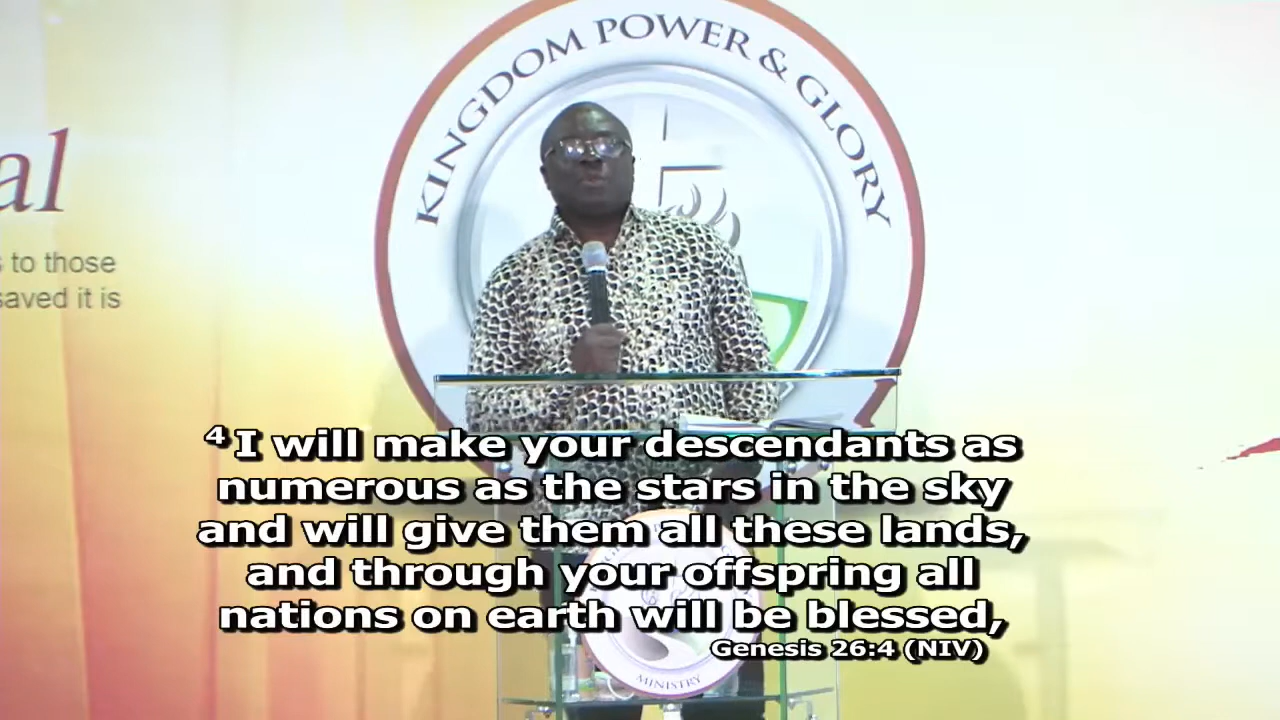 KINGDOM POWER & GLORY
al
s to those
saved it is
4 I will make your descendants as
numerous as the stars in the sky
and will give them all these lands,
and through your offspring all
nations on earth will be blessed,
Genesis 26:4 (NIV)
MINISTRY